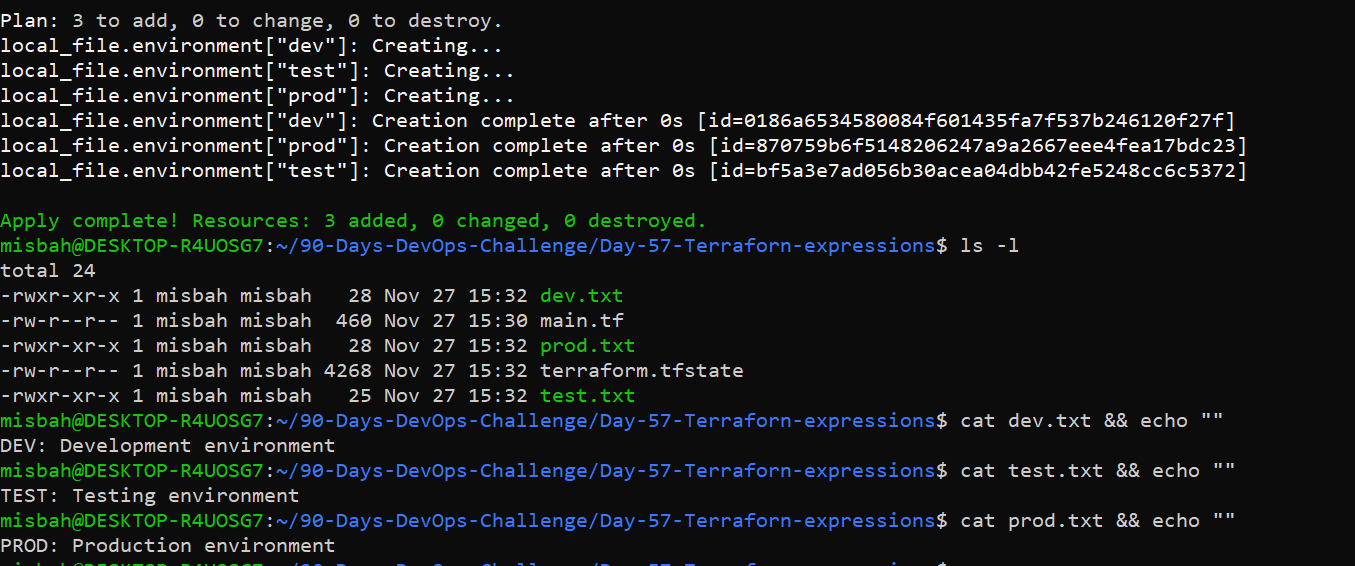 Plan: 3 to add, 0 to change, 0 to destroy.
local_file.environment["dev"]: Creating...
local_file.environment["test"]: Creating...
local_file.environment["prod"]: Creating...
local_file.environment["dev"]: Creation complete after 0s [id=0186a6534580084f601435fa7f537b246120f27f]
local_file.environment["prod"]: Creation complete after 0s [id=870759b6f5148206247a9a2667eee4fea17bdc23]
local_file.environment["test"]: Creation complete after 0s [id=bf5a3e7ad056b30acea04dbb42fe5248cc6c5372]
Apply complete! Resources: 3 added, 0 changed, 0 destroyed.
misbah@DESKTOP-R4UOSG7:~/90-Days-DevOps-Challenge/Day-57-Terraforn-expressions$ ls -l
total 24
-rwxr-xr-x 1 misbah misbah   28 Nov 27 15:32 dev.txt
-rw-r--r-- 1 misbah misbah  460 Nov 27 15:30 main.tf
-rwxr-xr-x 1 misbah misbah   28 Nov 27 15:32 prod.txt
-rw-r--r-- 1 misbah misbah 4268 Nov 27 15:32 terraform.tfstate
-rwxr-xr-x 1 misbah misbah   25 Nov 27 15:32 test.txt
misbah@DESKTOP-R4UOSG7:~/90-Days-DevOps-Challenge/Day-57-Terraforn-expressions$ cat dev.txt && echo ""
DEV: Development environment
misbah@DESKTOP-R4UOSG7:~/90-Days-DevOps-Challenge/Day-57-Terraforn-expressions$ cat test.txt && echo ""
TEST: Testing environment
misbah@DESKTOP-R4UOSG7:~/90-Days-DevOps-Challenge/Day-57-Terraforn-expressions$ cat prod.txt && echo ""
PROD: Production environment